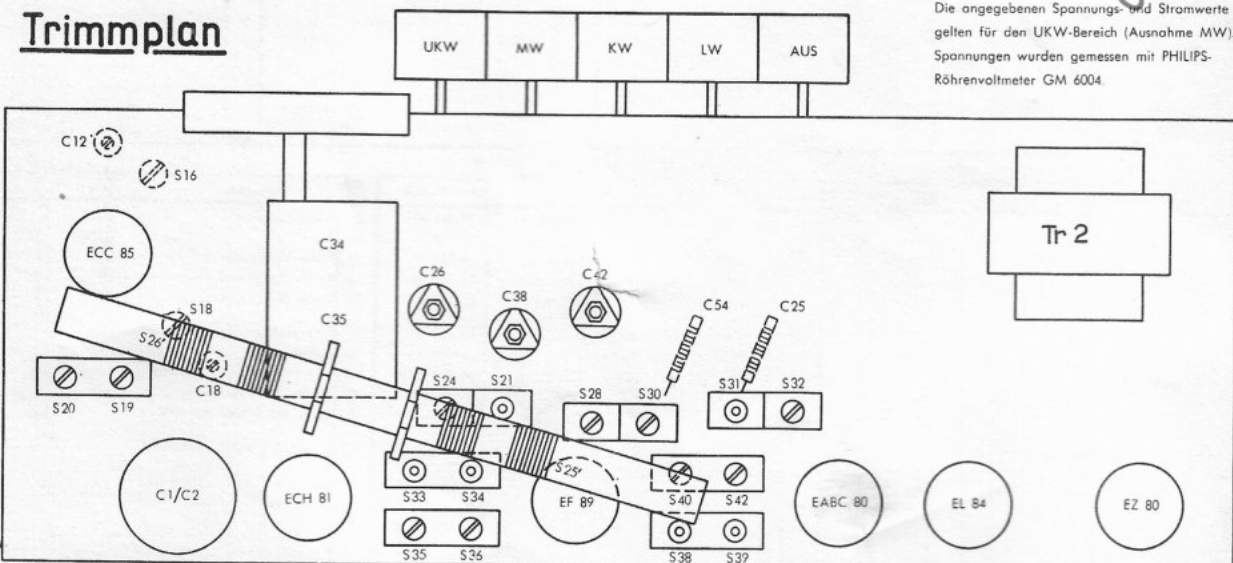 Trimmplan
UKW MW KW LW AUS
Die angegebenen Spannungs- und Stromwerte
gelten für den UKW-Bereich (Ausnahme MW)
Spannungen wurden gemessen mit PHILIPS-
Röhrenvoltmeter GM 6004.
C12
S16
ECC 85
C34
C26
C38
C42
C54
C25
Tr 2
S18
S26'
C35
C18
S20 S19
S24 S21
S28 S30
S31 S32
C1/C2
ECH 81
S33 S34
S25'
EF 89
S40 S42
EABC 80
EL 84
EZ 80
S35 S36
S38 S39